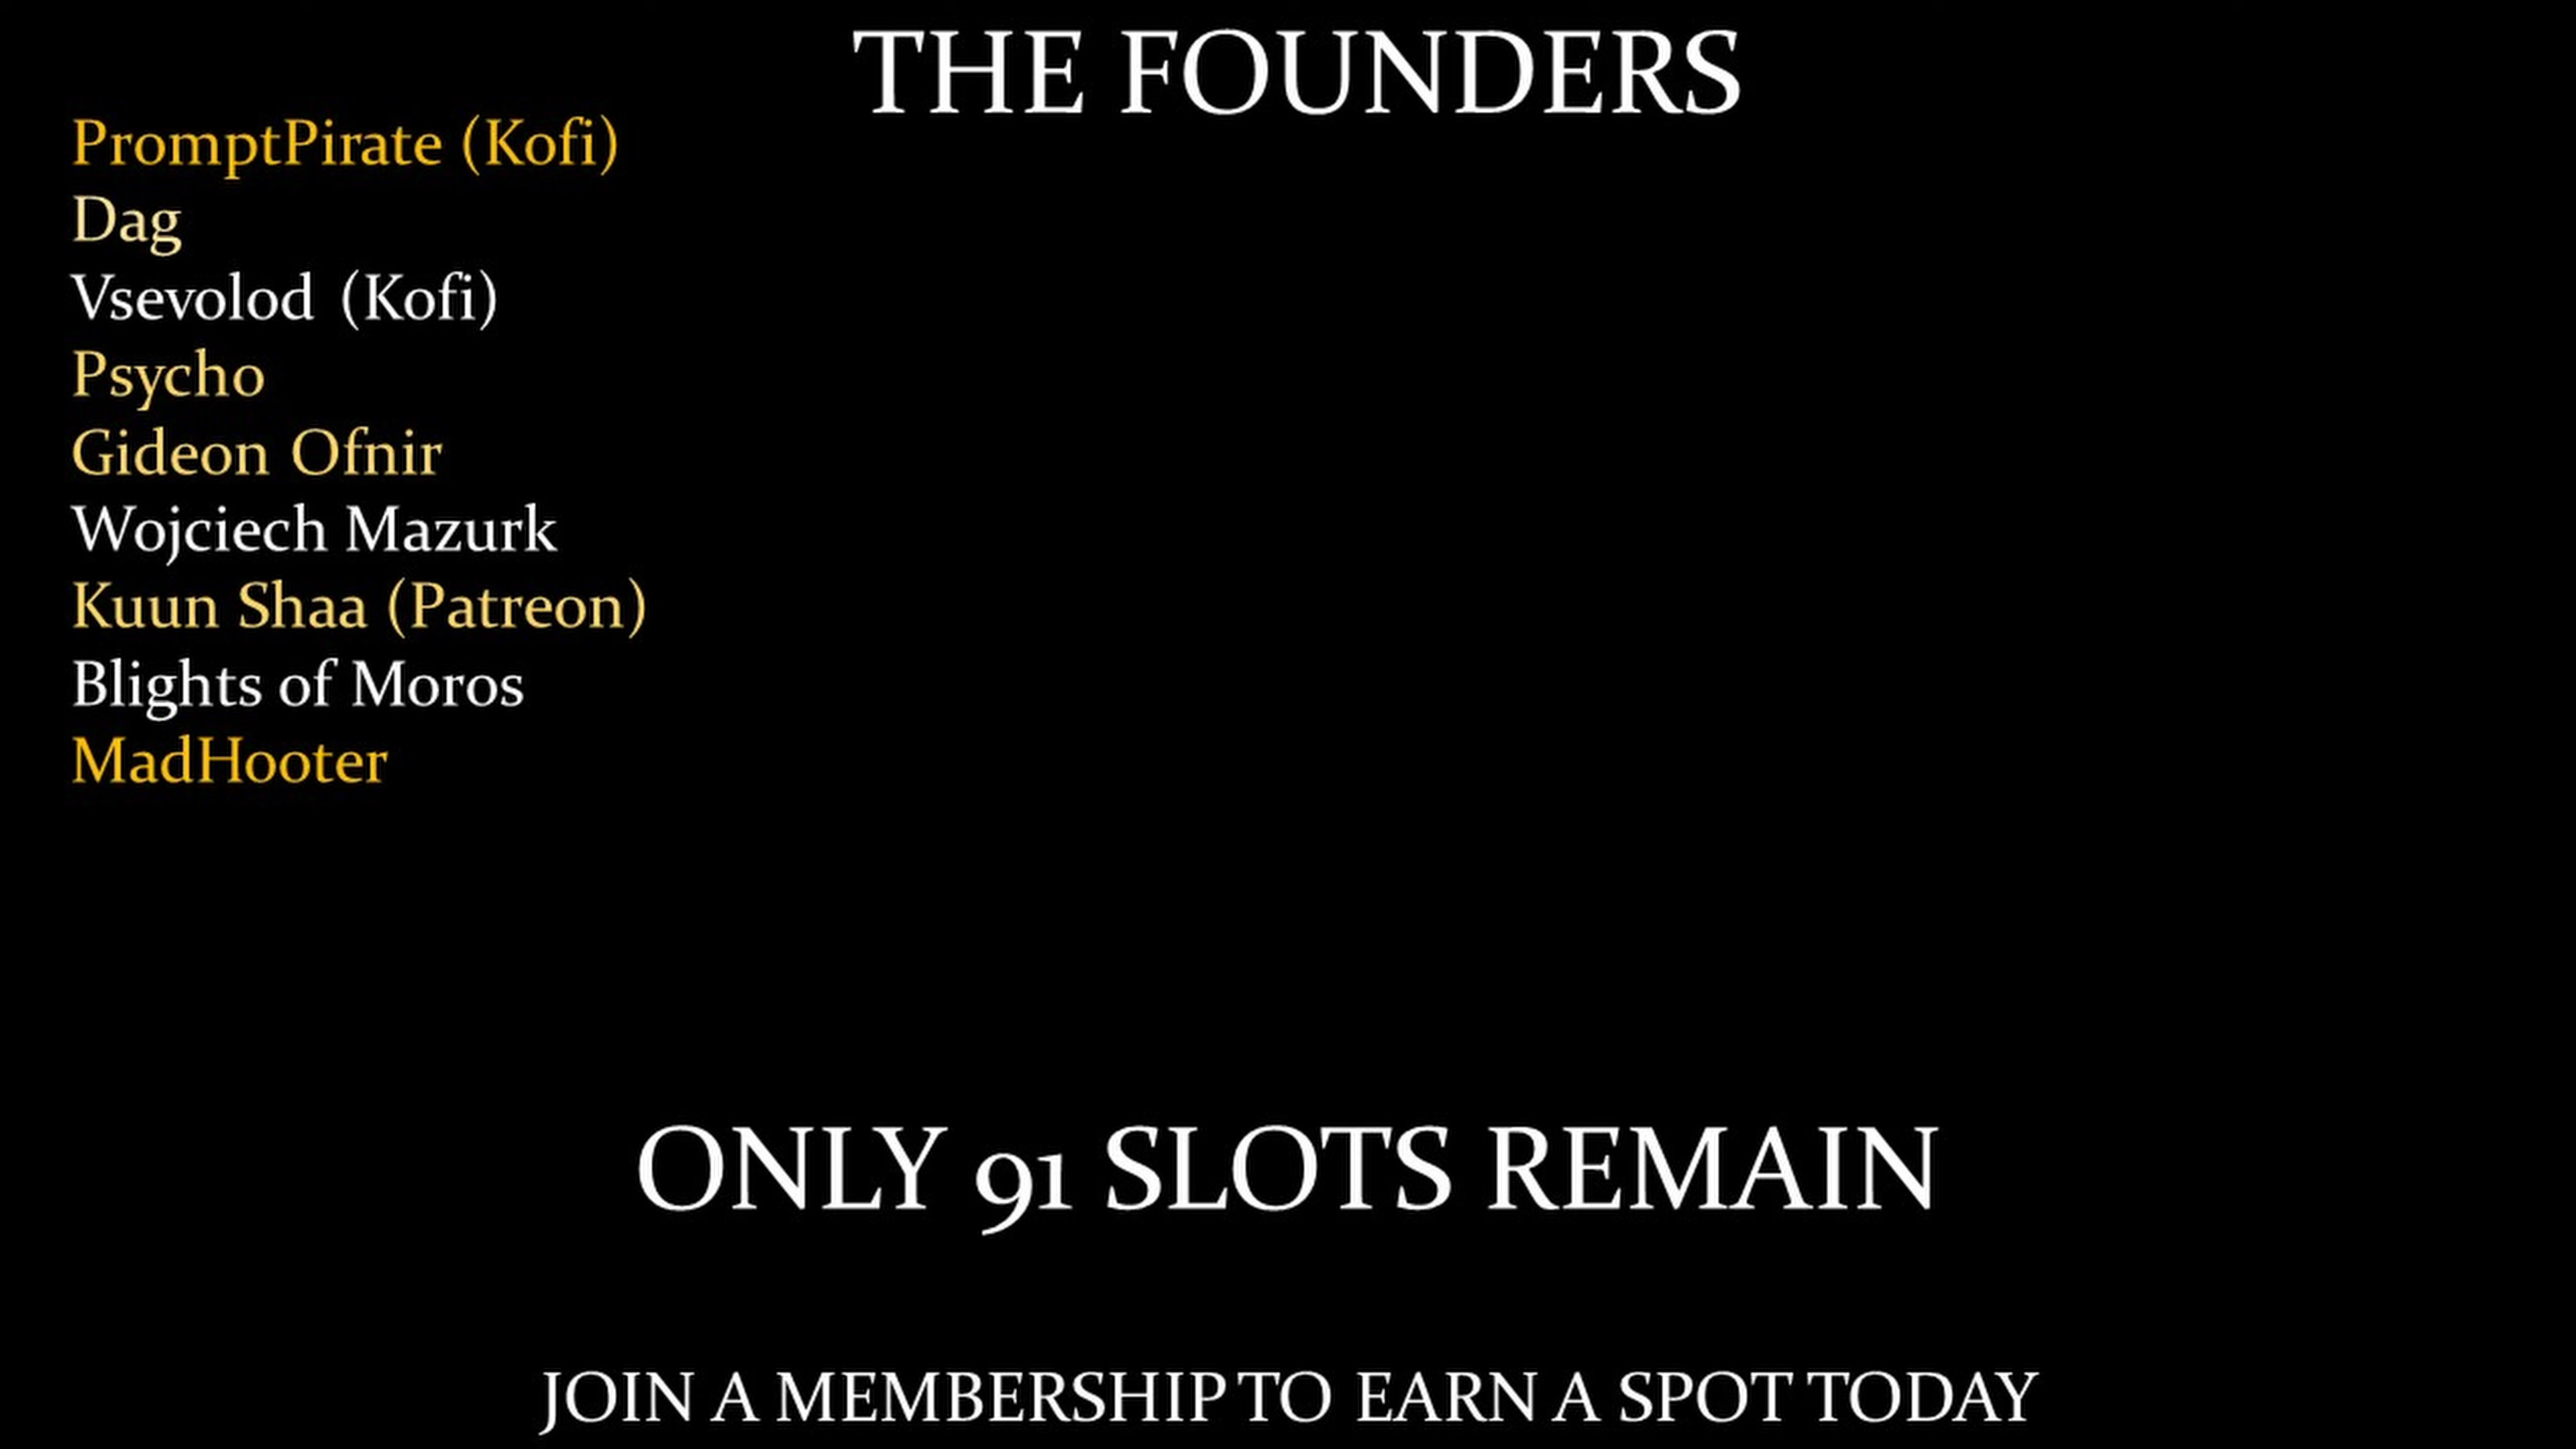 THE FOUNDERS
PromptPirate (Kofi)
Dag
Vsevolod (Kofi)
Psycho
Gideon Ofnir
Wojciech Mazurk
Kuun Shaa (Patreon)
Blights of Moros
MadHooter
ONLY 91 SLOTS REMAIN
JOIN A MEMBERSHIP TO EARN A SPOT TODAY